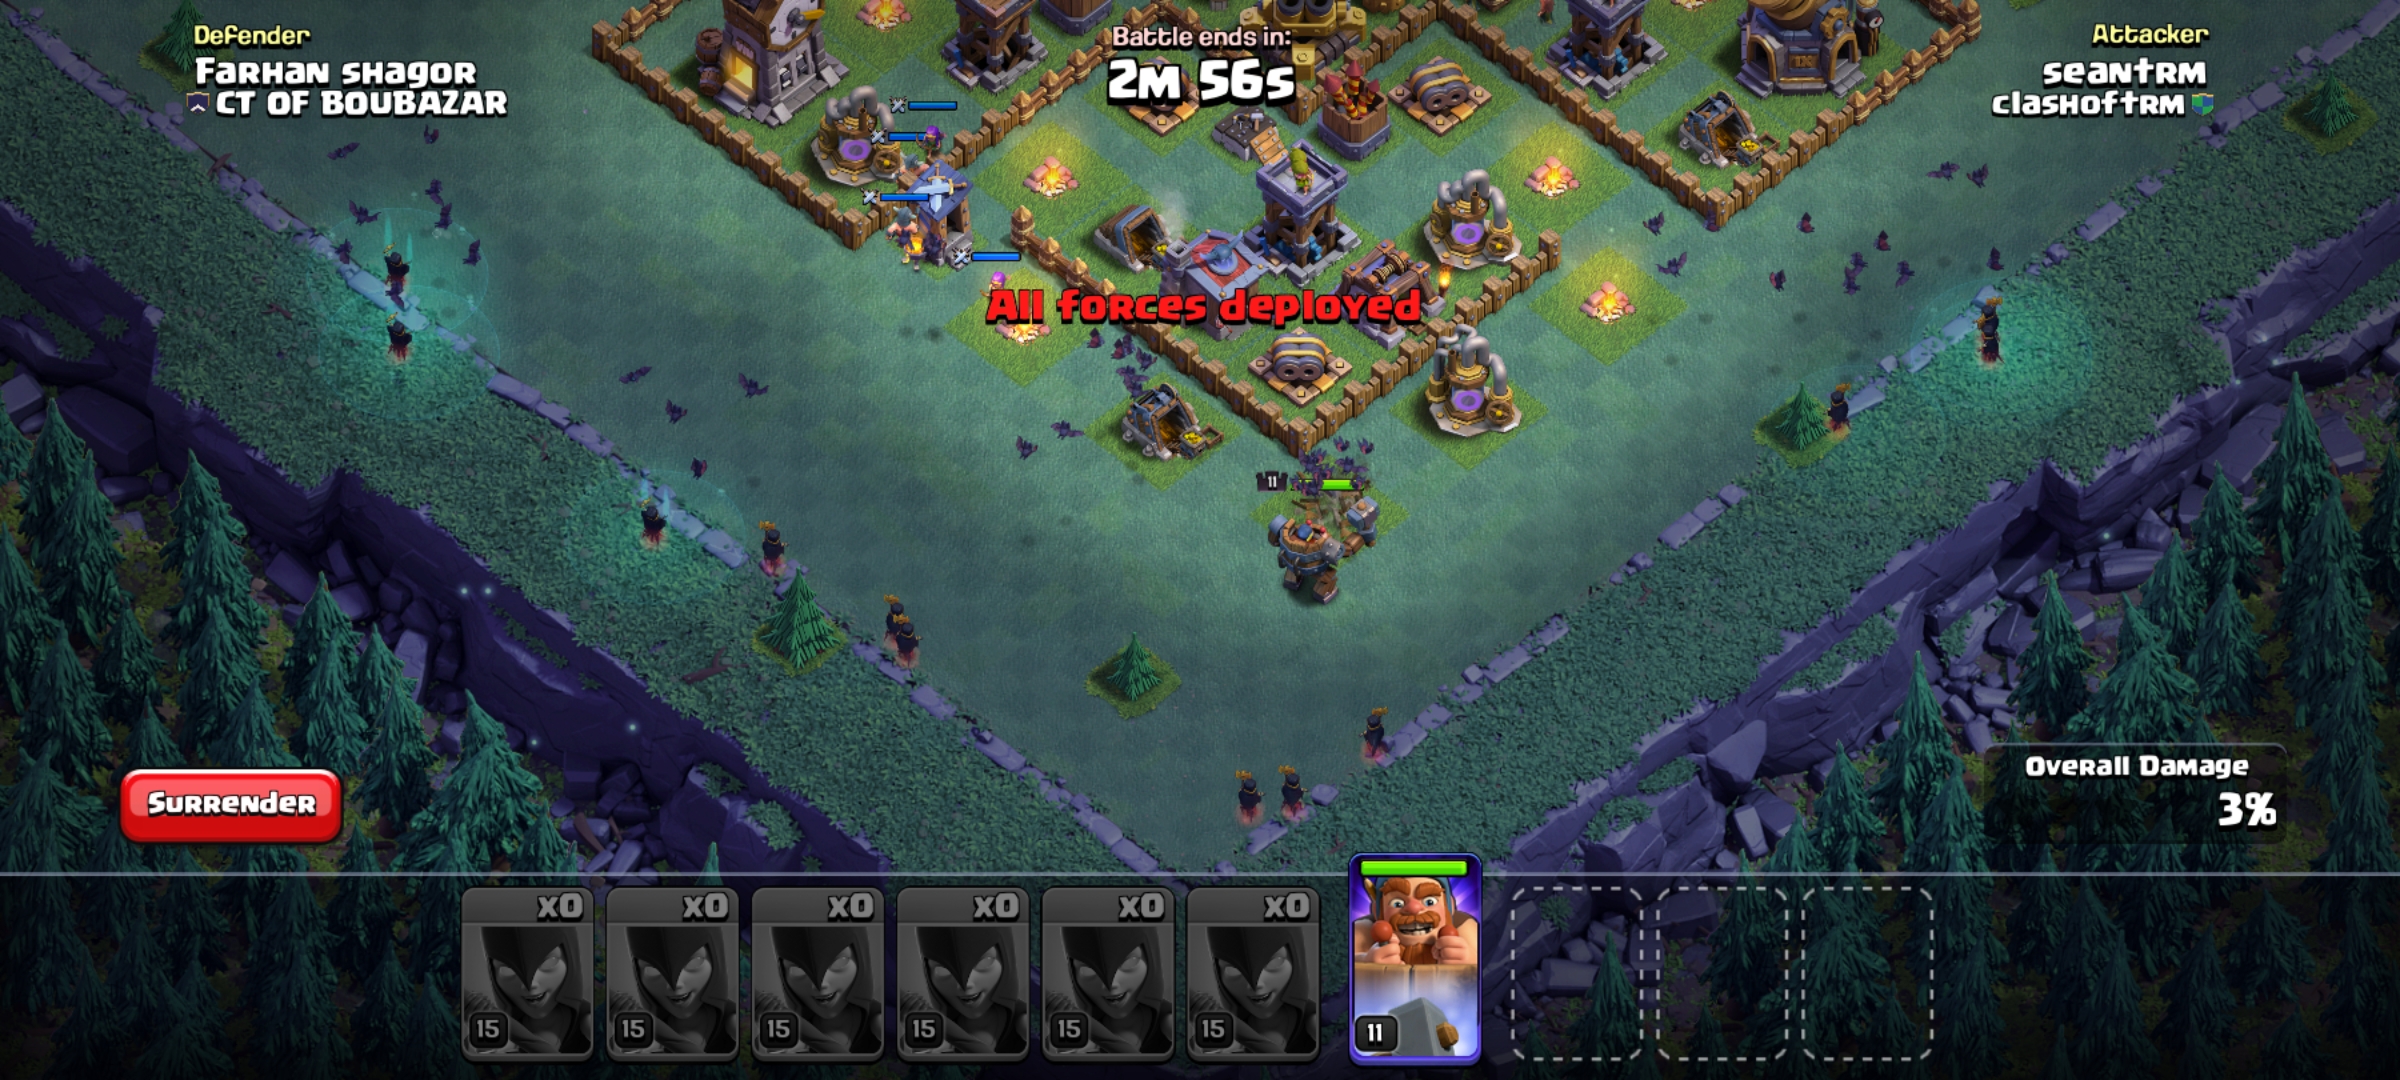 Defender
Farhan shagor
CT OF BOUBAZAR
Battle ends in:
2M 56S
Attacker
seantrm
clashoftrm
All forces deployed
11
Surrender
Overall Damage
3%
x0
x0
x0
x0
x0
x0
15
15
15
15
15
15
11